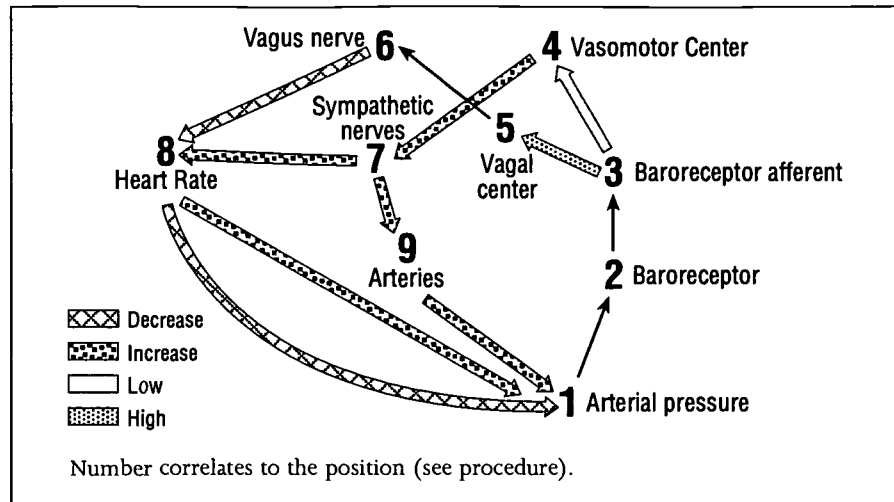 Vagus nerve 6
4 Vasomotor Center
Sympathetic
nerves
5
Vagal
center
7
8
Heart Rate
3 Baroreceptor afferent
9
Arteries
2 Baroreceptor
Decrease
Increase
Low
High
1 Arterial pressure
Number correlates to the position (see procedure).